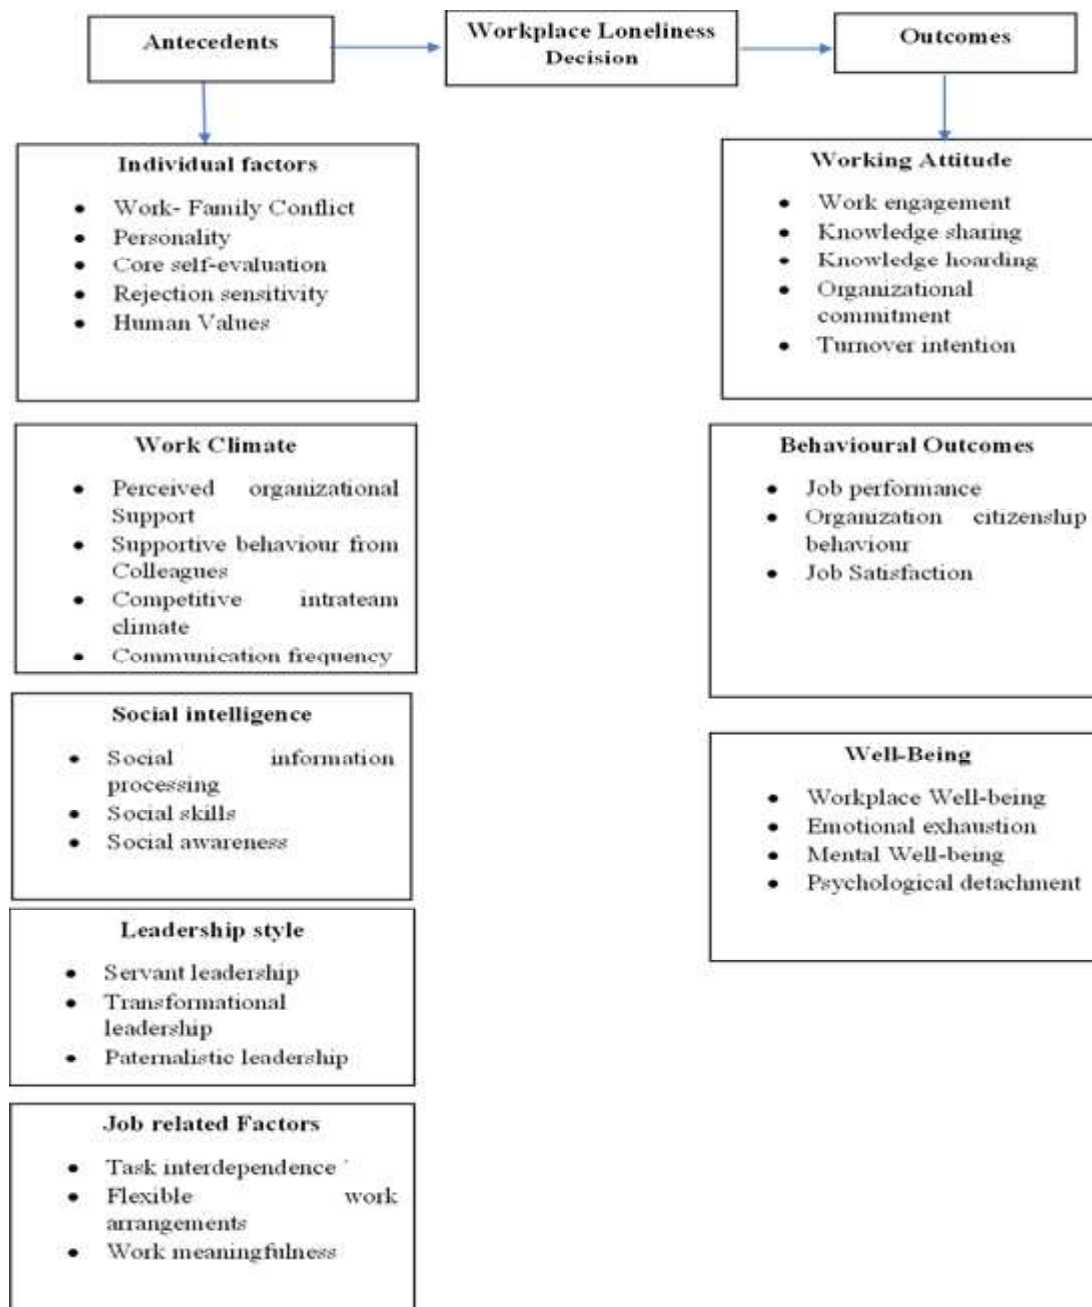 Antecedents
Workplace Loneliness
Decision
Outcomes
Individual factors
• Work- Family Conflict
• Personality
• Core self-evaluation
• Rejection sensitivity
• Human Values
Work Climate
• Perceived organizational
Support
• Supportive behaviour from
Colleagues
• Competitive intrateam
climate
• Communication frequency
Social intelligence
• Social information
processing
• Social skills
• Social awareness
Leadership style
• Servant leadership
• Transformational
leadership
• Paternalistic leadership
Job related Factors
• Task interdependence `
• Flexible work
arrangements
• Work meaningfulness
Working Attitude
• Work engagement
• Knowledge sharing
• Knowledge hoarding
• Organizational
commitment
• Turnover intention
Behavioural Outcomes
• Job performance
• Organization citizenship
behaviour
• Job Satisfaction
Well-Being
• Workplace Well-being
• Emotional exhaustion
• Mental Well-being
• Psychological detachment